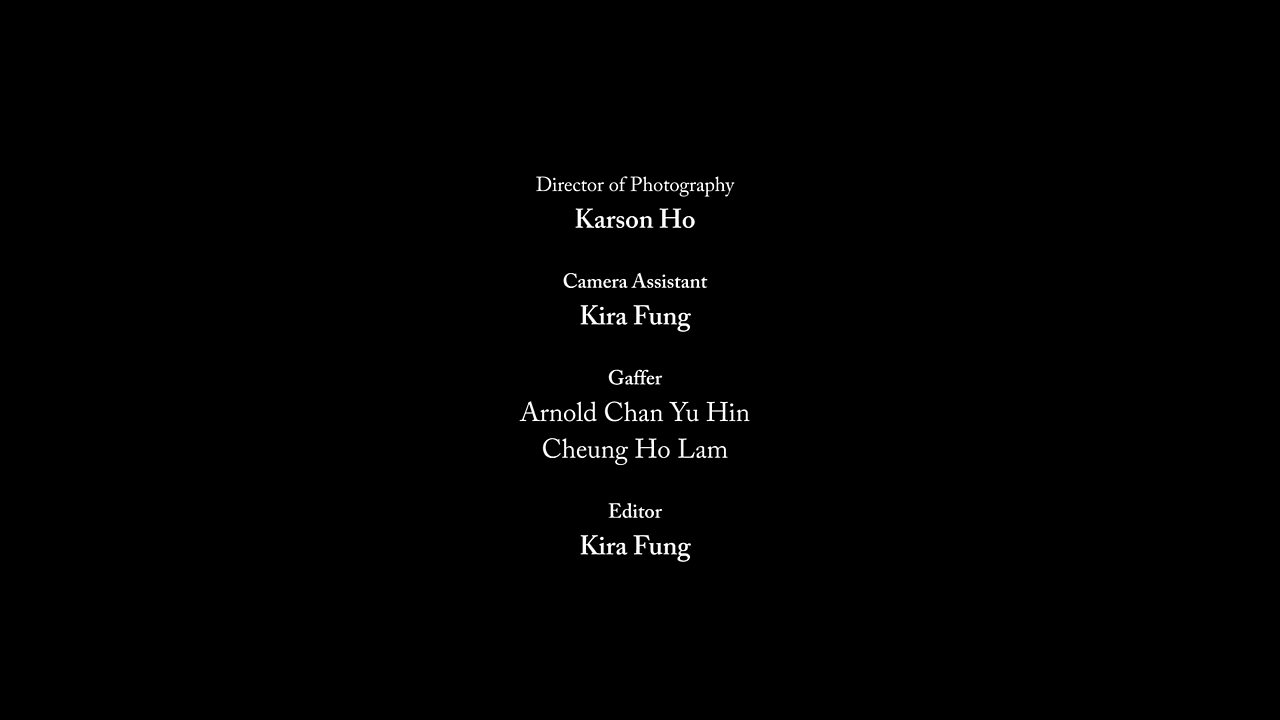 Director of Photography
Karson Ho
Camera Assistant
Kira Fung
Gaffer
Arnold Chan Yu Hin
Cheung Ho Lam
Editor
Kira Fung